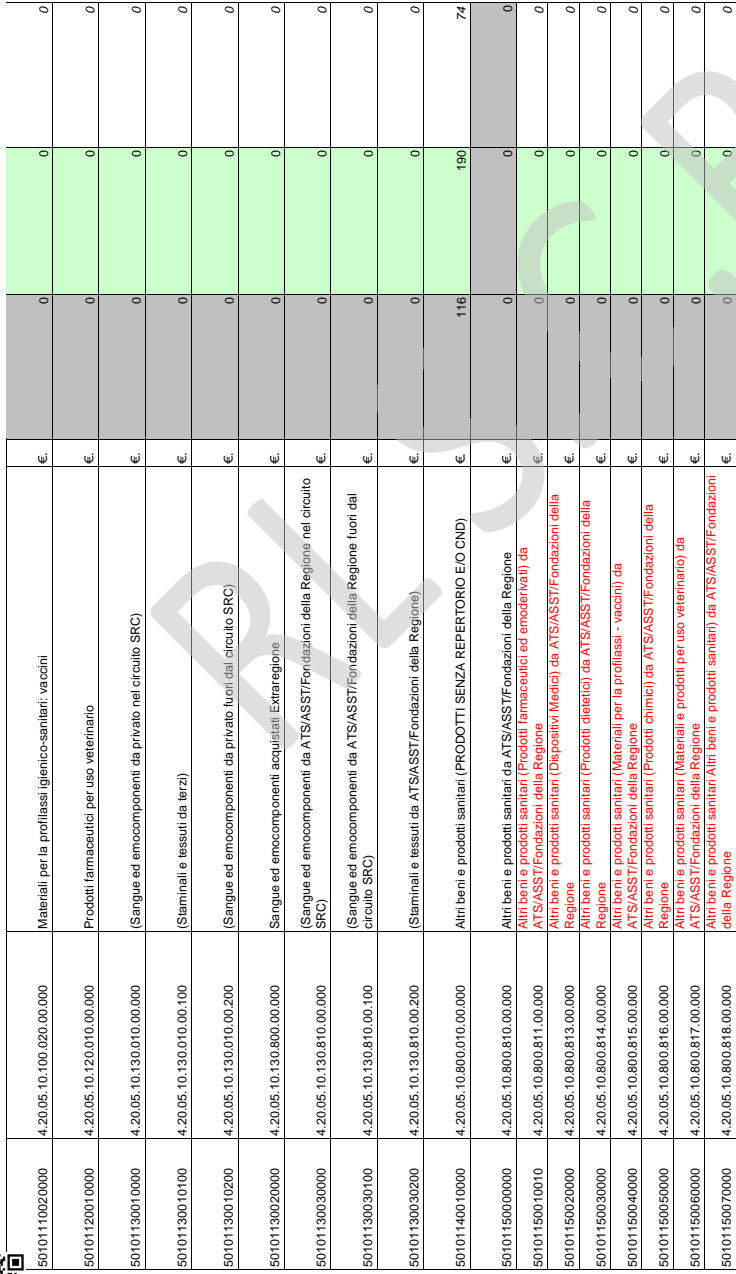 50101110020000 4.20.05.10.100.020.00.000 Materiali per la profilassi igienico-sanitari: vaccini €. 0 0 0
50101120010000 4.20.05.10.120.010.00.000 Prodotti farmaceutici per uso veterinario €. 0 0 0
50101130010000 4.20.05.10.130.010.00.000 (Sangue ed emocomponenti da privato nel circuito SRC) €. 0 0 0
50101130010100 4.20.05.10.130.010.00.100 (Staminali e tessuti da terzi) €. 0 0 0
50101130010200 4.20.05.10.130.010.00.200 (Sangue ed emocomponenti da privato fuori dal circuito SRC) €. 0 0 0
50101130020000 4.20.05.10.130.800.00.000 Sangue ed emocomponenti acquistati Extraregione €. 0 0 0
50101130030000 4.20.05.10.130.810.00.000 (Sangue ed emocomponenti da ATS/ASST/Fondazioni della Regione nel circuito
SRC) €. 0 0 0
50101130030100 4.20.05.10.130.810.00.100 (Sangue ed emocomponenti da ATS/ASST/Fondazioni della Regione fuori dal
circuito SRC) €. 0 0 0
50101130030200 4.20.05.10.130.810.00.200 (Staminali e tessuti da ATS/ASST/Fondazioni della Regione) €. 0 0 0
50101140010000 4.20.05.10.800.010.00.000 Altri beni e prodotti sanitari (PRODOTTI SENZA REPERTORIO E/O CND) €. 116 190 74
50101150000000 4.20.05.10.800.810.00.000 Altri beni e prodotti sanitari da ATS/ASST/Fondazioni della Regione €. 0 0 0
50101150010010 4.20.05.10.800.811.00.000 Altri beni e prodotti sanitari (Prodotti farmaceutici ed emoderivati) da
ATS/ASST/Fondazioni della Regione €. 0 0 0
50101150020000 4.20.05.10.800.813.00.000 Altri beni e prodotti sanitari (Dispositivi Medici) da ATS/ASST/Fondazioni della
Regione €. 0 0 0
50101150030000 4.20.05.10.800.814.00.000 Altri beni e prodotti sanitari (Prodotti dietetici) da ATS/ASST/Fondazioni della
Regione €. 0 0 0
50101150040000 4.20.05.10.800.815.00.000 Altri beni e prodotti sanitari (Materiali per la profilassi - vaccini) da
ATS/ASST/Fondazioni della Regione €. 0 0 0
50101150050000 4.20.05.10.800.816.00.000 Altri beni e prodotti sanitari (Prodotti chimici) da ATS/ASST/Fondazioni della
Regione €. 0 0 0
50101150060000 4.20.05.10.800.817.00.000 Altri beni e prodotti sanitari (Materiali e prodotti per uso veterinario) da
ATS/ASST/Fondazioni della Regione €. 0 0 0
50101150070000 4.20.05.10.800.818.00.000 Altri beni e prodotti sanitari Altri beni e prodotti sanitari) da ATS/ASST/Fondazioni
della Regione €. 0 0 0